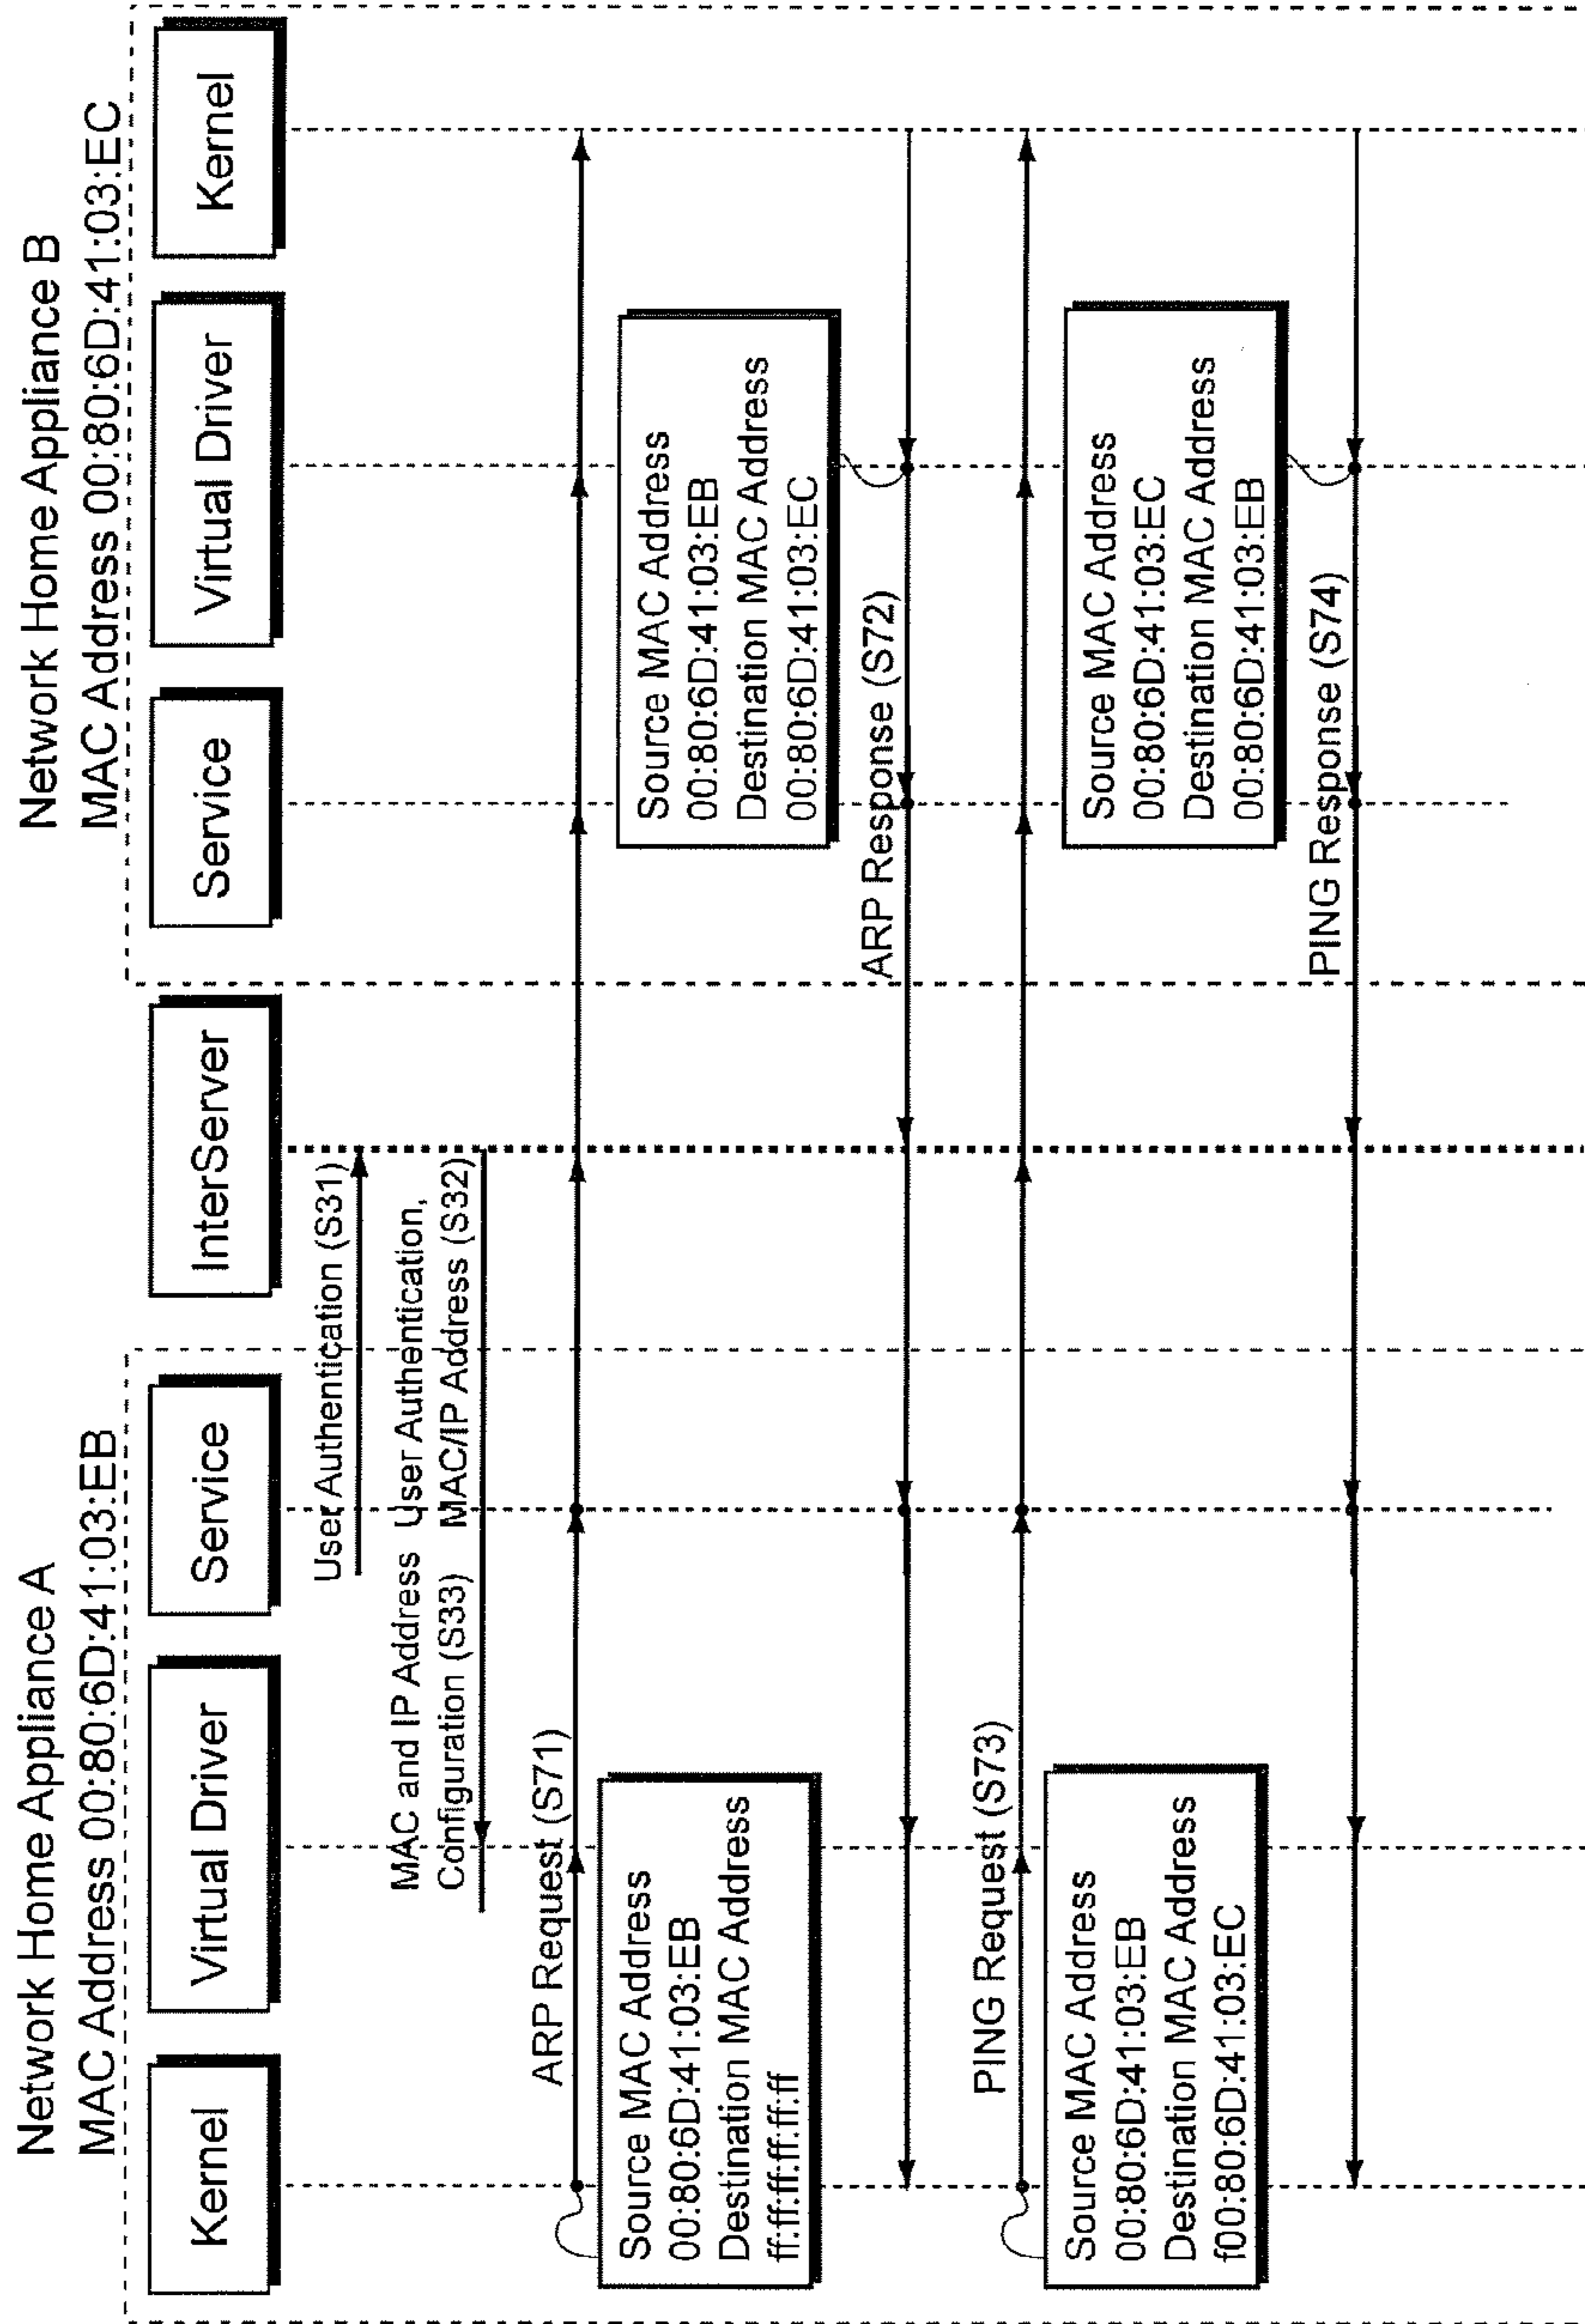 Network Home Appliance A
MAC Address 00:80:6D:41:03:EB
Network Home Appliance B
MAC Address 00:80:6D:41:03:EC
Kernel
Virtual Driver
Service
InterServer
Service
Virtual Driver
Kernel
User Authentication (S31)
MAC and IP Address
Configuration (S33)
User Authentication,
MAC/IP Address (S32)
ARP Request (S71)
Source MAC Address
00:80:6D:41:03:EB
Destination MAC Address
ff:ff:ff:ff:ff:ff
Source MAC Address
00:80:6D:41:03:EB
Destination MAC Address
00:80:6D:41:03:EC
ARP Response (S72)
PING Request (S73)
Source MAC Address
00:80:6D:41:03:EB
Destination MAC Address
f00:80:6D:41:03:EC
Source MAC Address
00:80:6D:41:03:EC
Destination MAC Address
00:80:6D:41:03:EB
PING Response (S74)